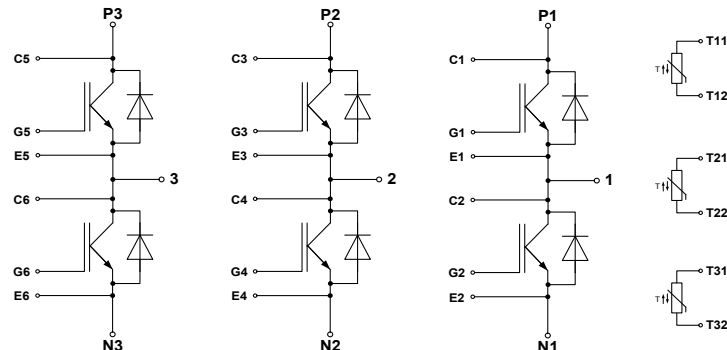 P3 P2 P1
C5 C3 C1 T11
T↑↓ T12
G5 G3 G1
E5 E3 E1 T21
3 2 1
T↑↓
C6 C4 C2 T22
G6 G4 G2 T31
E6 E4 E2 T↑↓
T32
N3 N2 N1